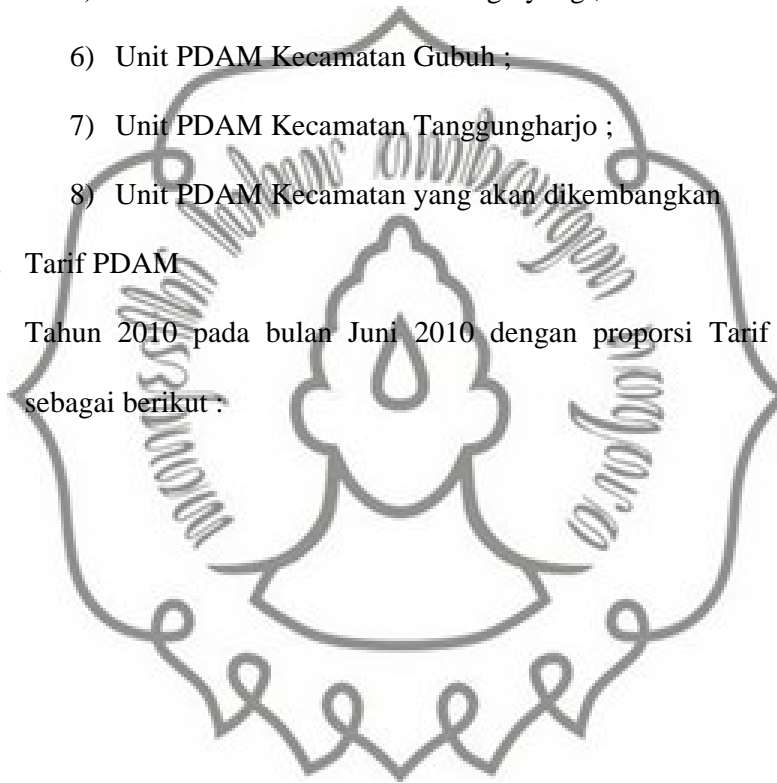 6) Unit PDAM Kecamatan Gubuh ;
7) Unit PDAM Kecamatan Tanggungharjo ;
8) Unit PDAM Kecamatan yang akan dikembangkan
Tarif PDAM
Tahun 2010 pada bulan Juni 2010 dengan proporsi Tarif
sebagai berikut :